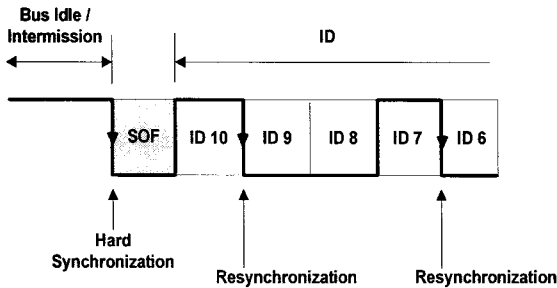 Bus Idle /
Intermission
ID
SOF
ID 10
ID 9
ID 8
ID 7
ID 6
Hard
Synchronization
Resynchronization
Resynchronization